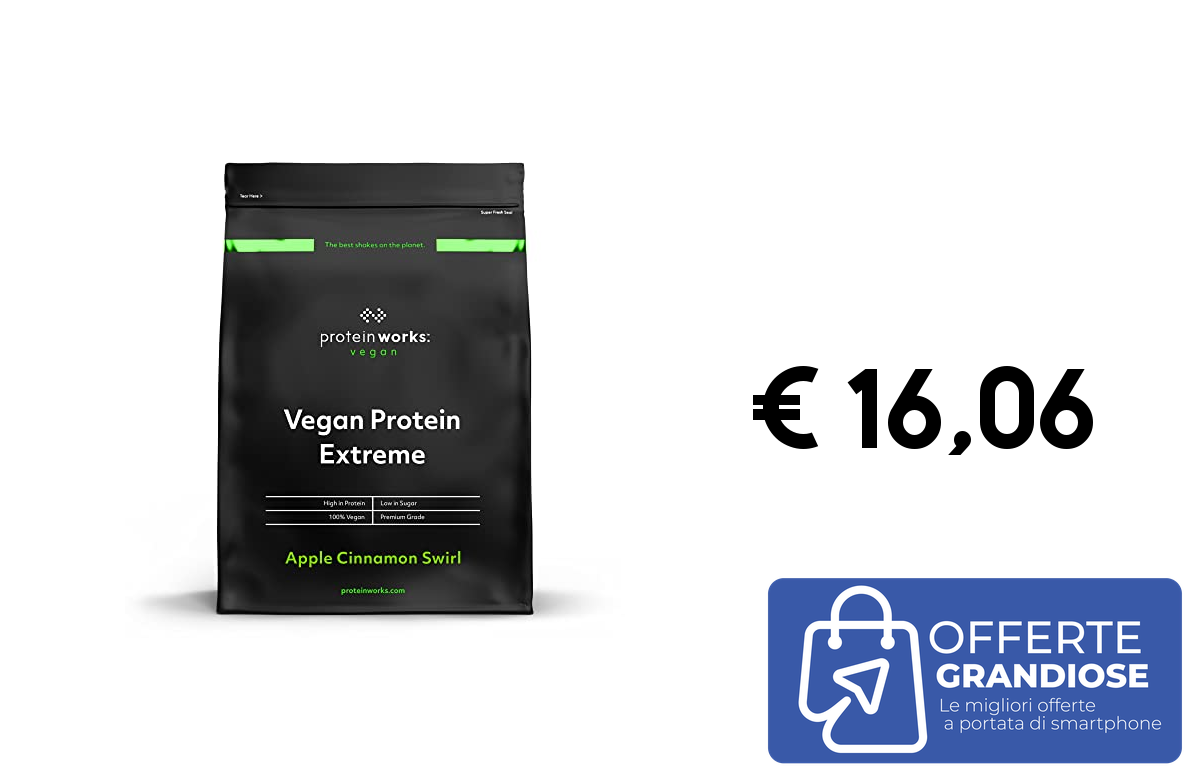 Tear Here >
Super Fresh Seal
The best shakes on the planet.
proteinworks:
vegan
Vegan Protein
Extreme
High in Protein
Low in Sugar
100% Vegan
Premium Grade
Apple Cinnamon Swirl
proteinworks.com
€ 16,06
OFFERTE
GRANDIOSE
Le migliori offerte
a portata di smartphone